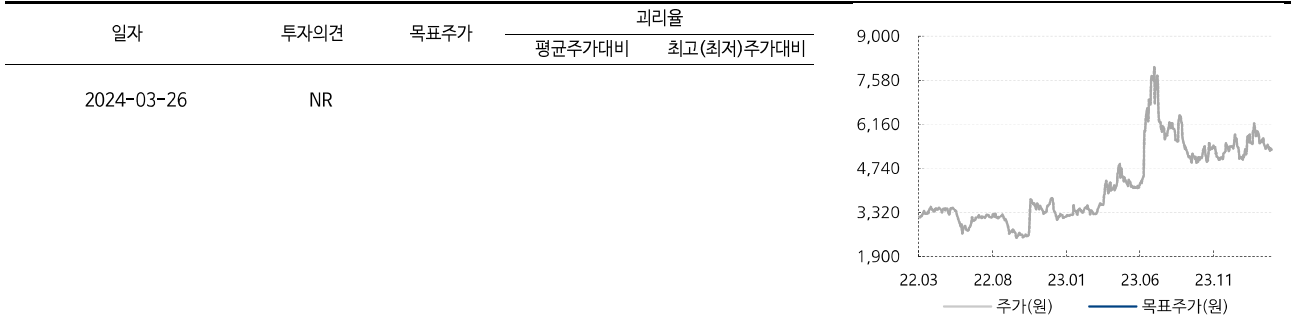 일자 투자의견 목표주가 괴리율
평균주가대비 최고(최저)주가대비
2024-03-26 NR
9,000
7,580
6,160
4,740
3,320
1,900
22.03 22.08 23.01 23.06 23.11
주가(원) 목표주가(원)